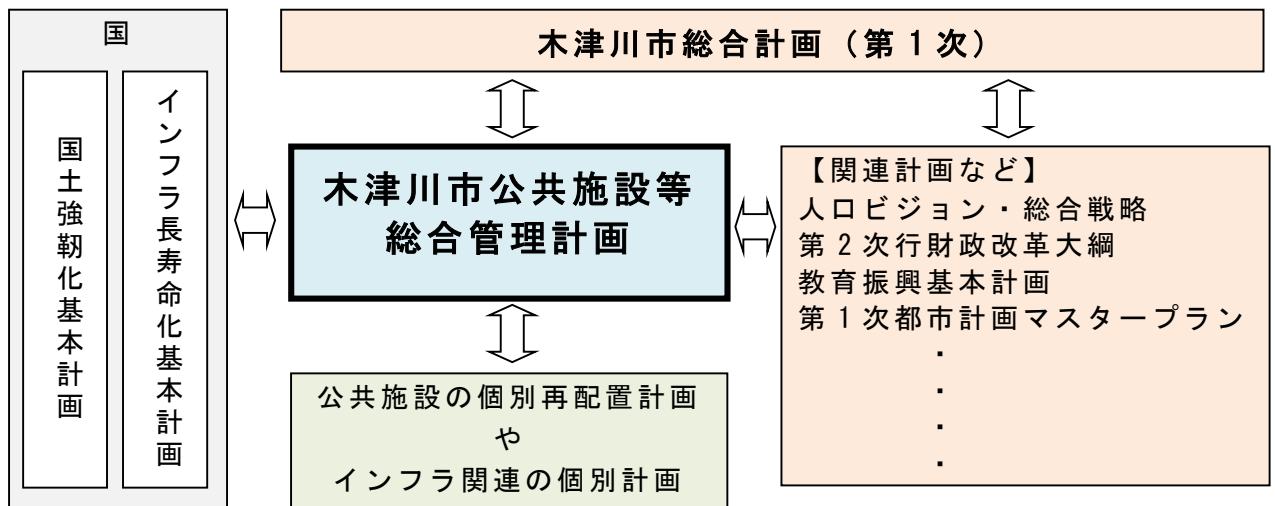 国
国土強靭化基本計画
インフラ長寿命化基本計画
木津川市総合計画（第１次）
木津川市公共施設等
総合管理計画
【関連計画など】
人口ビジョン・総合戦略
第２次行財政改革大綱
教育振興基本計画
第１次都市計画マスタープラン
・
・
・
・
公共施設の個別再配置計画
や
インフラ関連の個別計画